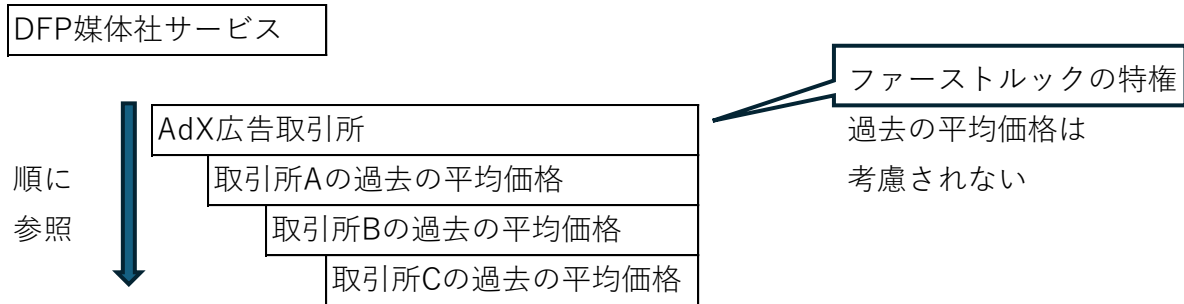 DFP媒体社サービス
ファーストルックの特権
AdX広告取引所
過去の平均価格は
順に
取引所Aの過去の平均価格
考慮されない
参照
取引所Bの過去の平均価格
取引所Cの過去の平均価格